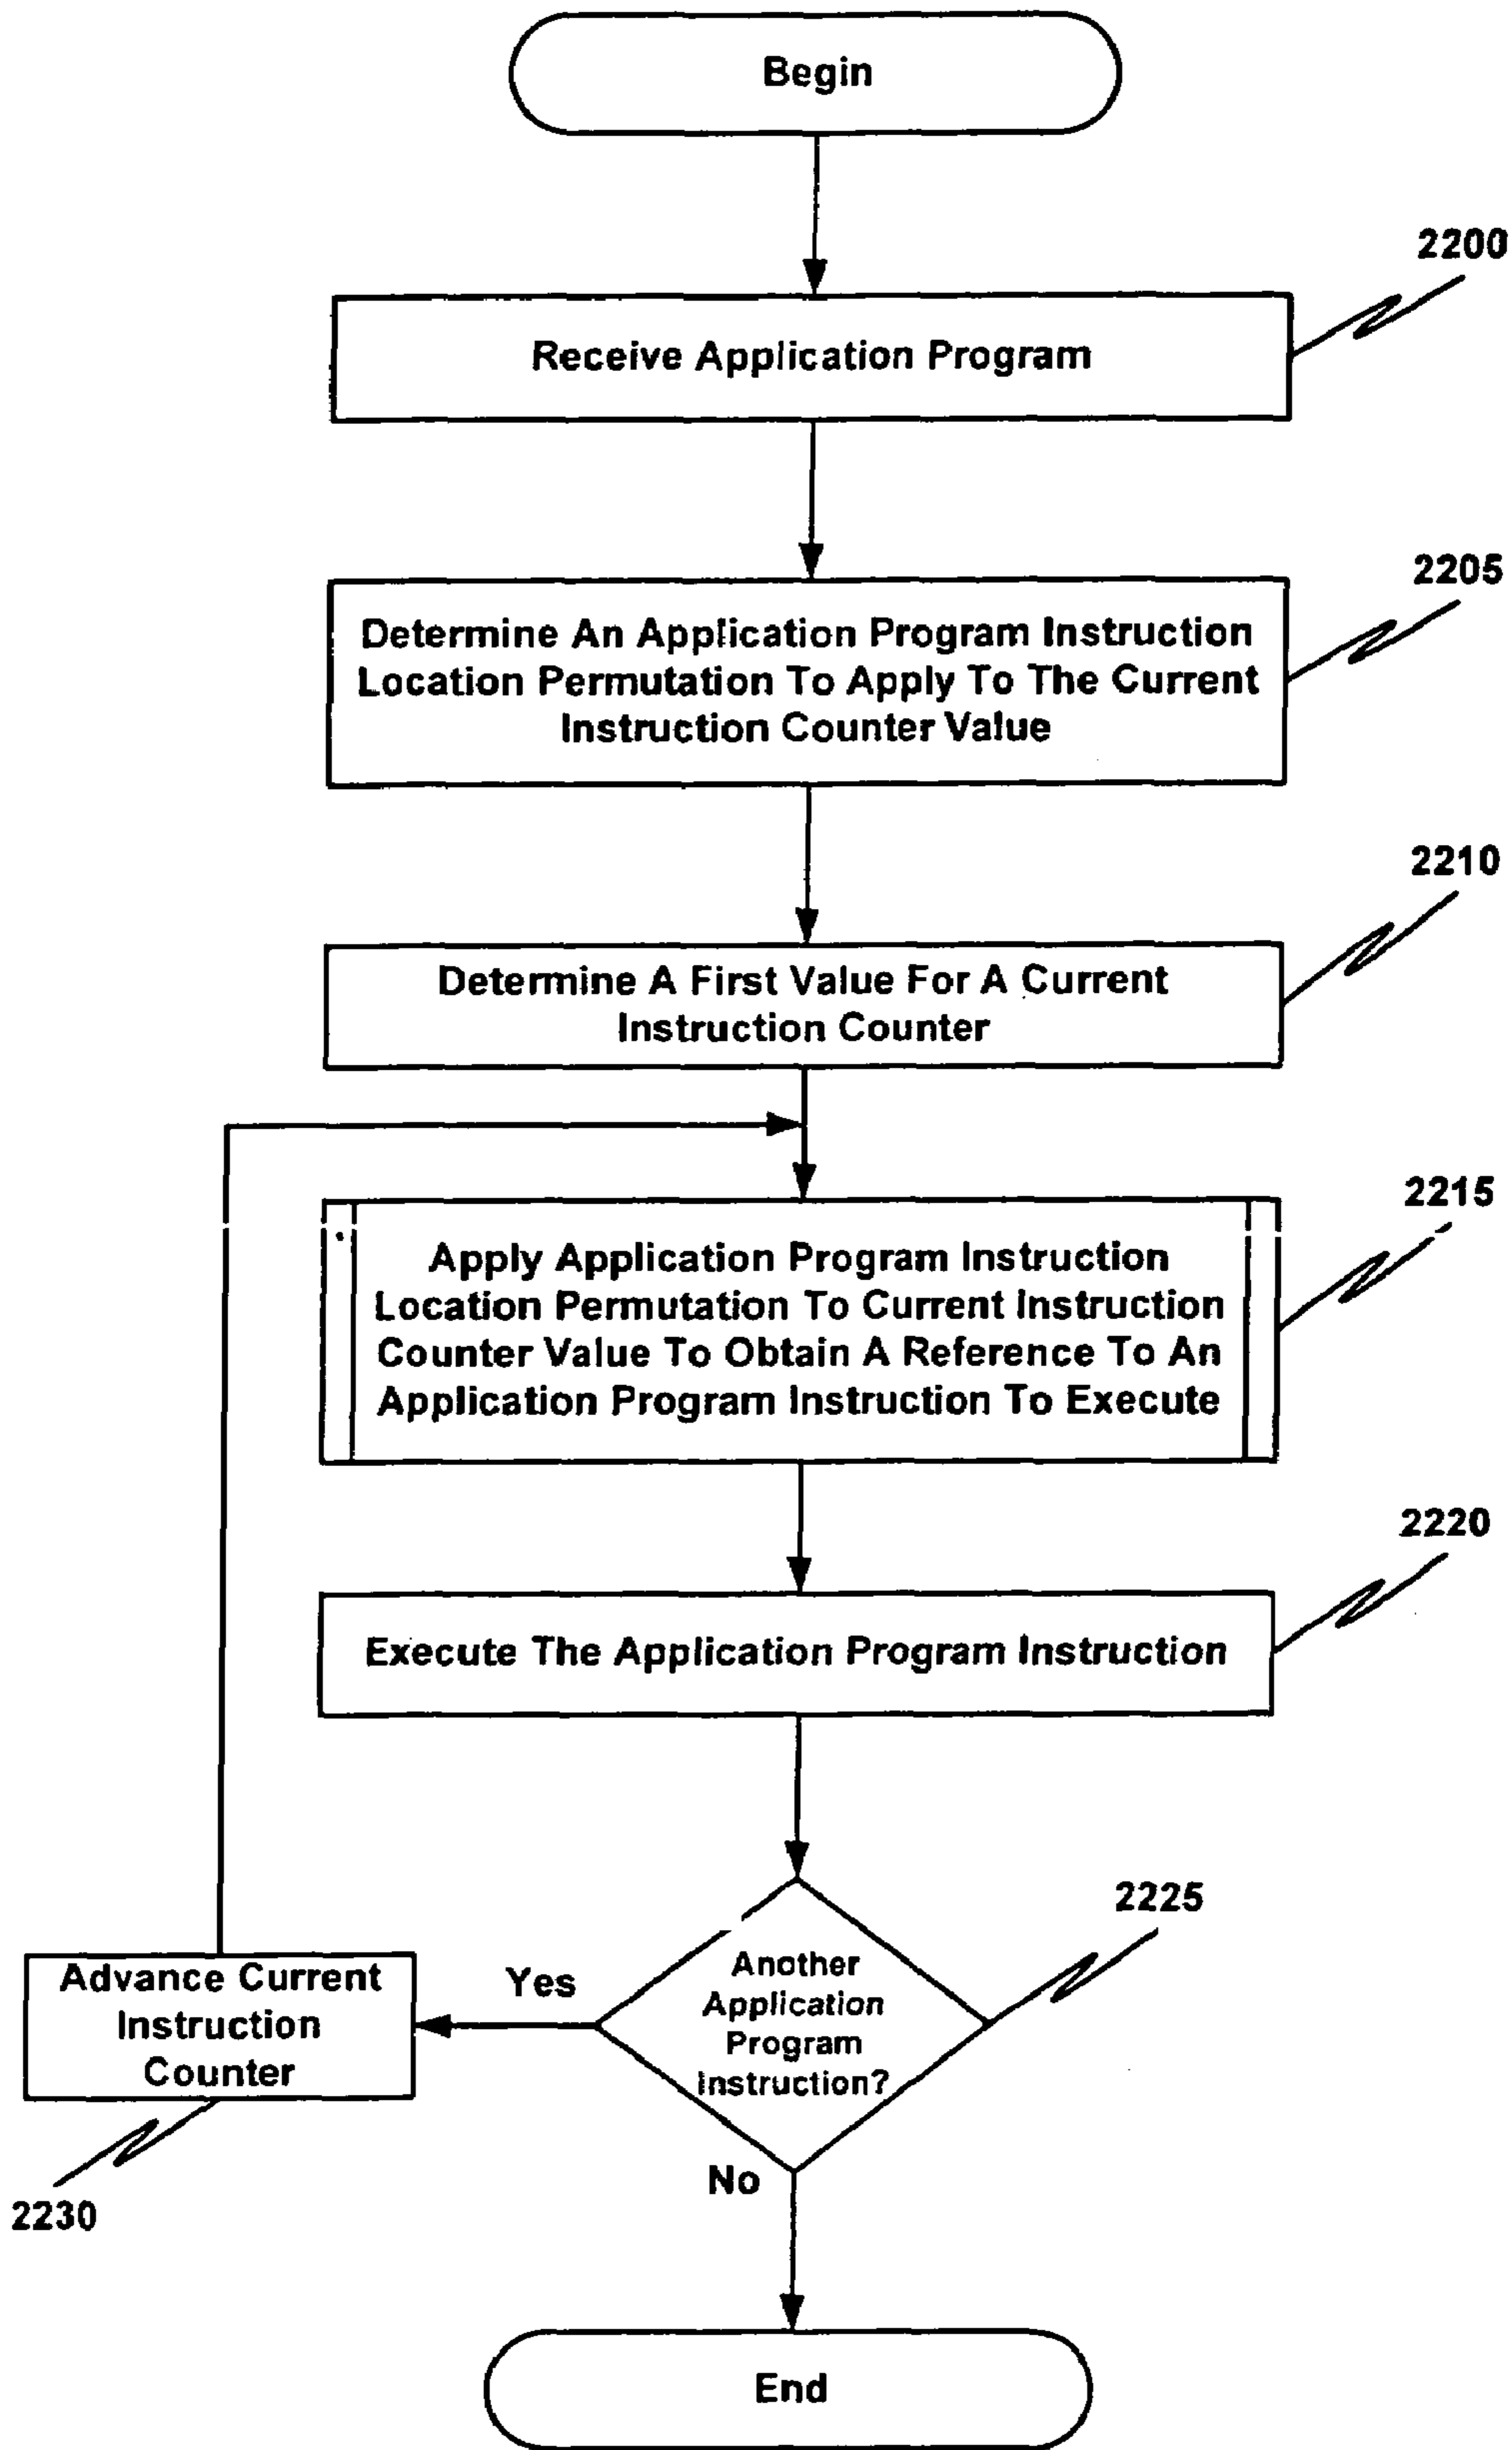 Begin
2200
Receive Application Program
2205
Determine An Application Program Instruction
Location Permutation To Apply To The Current
Instruction Counter Value
2210
Determine A First Value For A Current
Instruction Counter
2215
Apply Application Program Instruction
Location Permutation To Current Instruction
Counter Value To Obtain A Reference To An
Application Program Instruction To Execute
2220
Execute The Application Program Instruction
2225
Another
Application
Program
Instruction?
Yes
Advance Current
Instruction
Counter
2230
No
End